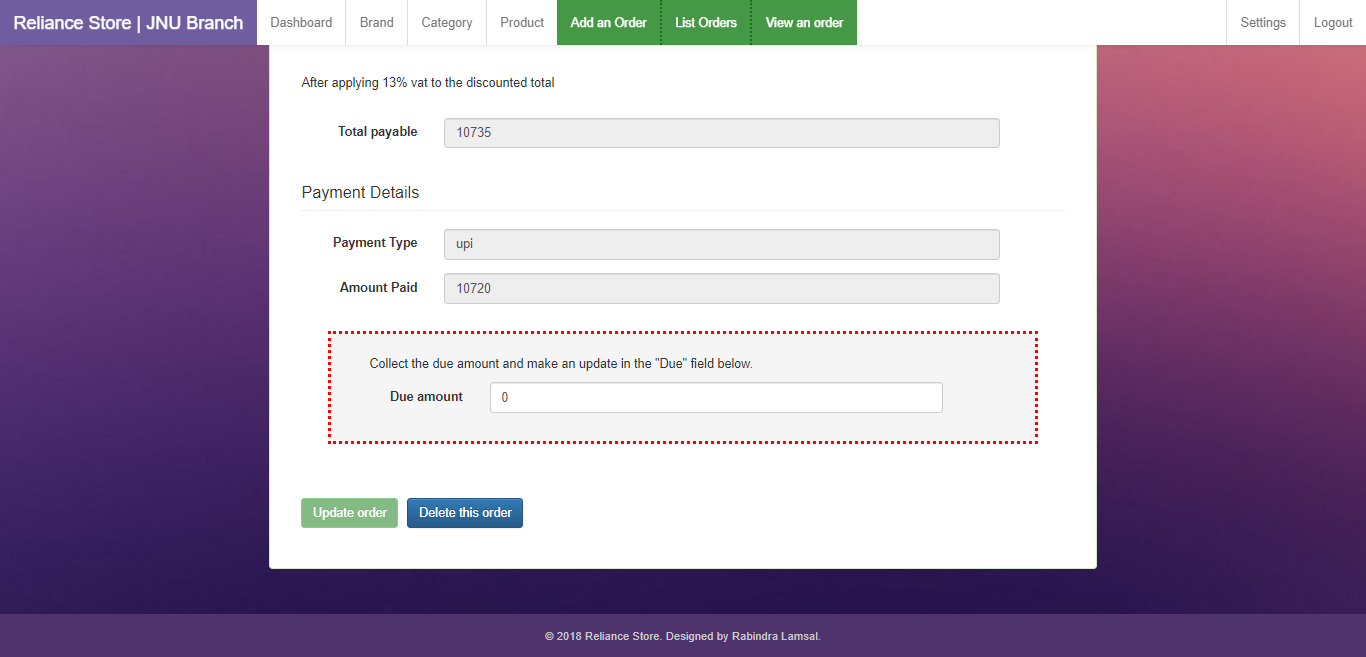 Reliance Store | JNU Branch Dashboard Brand Category Product Add an Order List Orders View an order Settings Logout
After applying 13% vat to the discounted total
Total payable 10735
Payment Details
Payment Type upi
Amount Paid 10720
Collect the due amount and make an update in the "Due" field below.
Due amount 0
Update order Delete this order
© 2018 Reliance Store. Designed by Rabindra Lamsal.